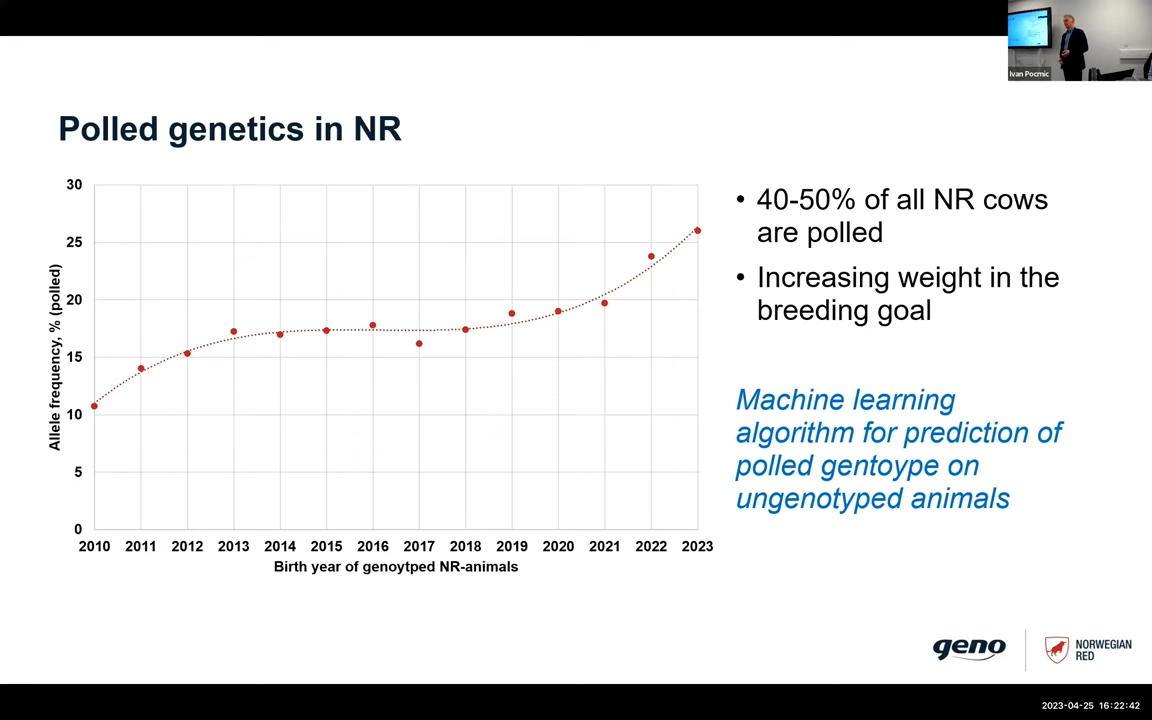 Ivan Pocrnic
Polled genetics in NR
30
25
20
15
10
5
0
Allele frequency, % (polled)
2010 2011 2012 2013 2014 2015 2016 2017 2018 2019 2020 2021 2022 2023
Birth year of genoytped NR-animals
• 40-50% of all NR cows
are polled
• Increasing weight in the
breeding goal
Machine learning
algorithm for prediction of
polled gentoype on
ungenotyped animals
geno
NORWEGIAN
RED
2023-04-25 16:22:42